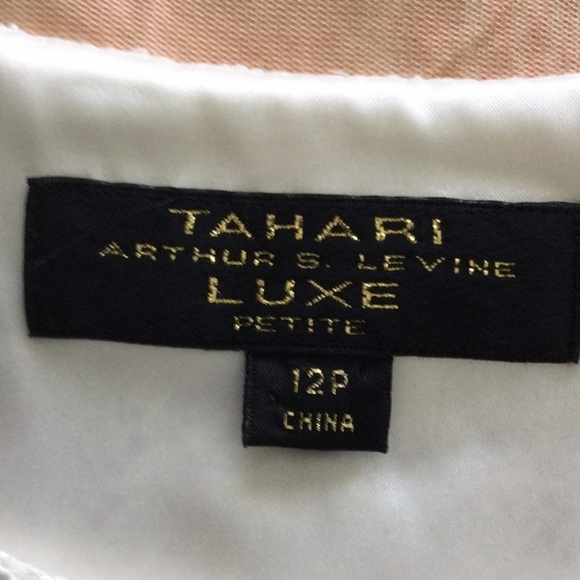 TAHARI
ARTHUR S. LEVINE
LUXE
PETITE
12P
CHINA